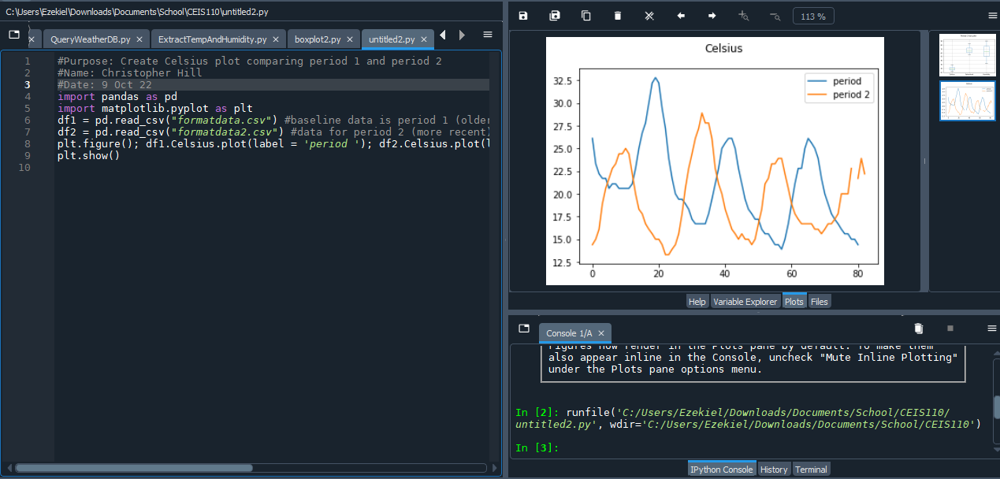 C:\Users\Ezekiel\Downloads\Documents\School\CEIS110\untitled2.py
QueryWeatherDB.py
ExtractTempAndHumidity.py
boxplot2.py
untitled2.py
1 #Purpose: Create Celsius plot comparing period 1 and period 2
2 #Name: Christopher Hill
3 #Date: 9 Oct 22
4 import pandas as pd
5 import matplotlib.pyplot as plt
6 df1 = pd.read_csv("formatdata.csv") #baseline data is period 1 (older
7 df2 = pd.read_csv("formatdata2.csv") #data for period 2 (more recent)
8 plt.figure(); df1.Celsius.plot(label = 'period '); df2.Celsius.plot(l
9 plt.show()
10
113 %
Celsius
period
period 2
32.5
30.0
27.5
25.0
22.5
20.0
17.5
15.0
12.5
0 20 40 60 80
Help Variable Explorer Plots Files
Console 1/A
Figures now render in the Plots pane by default. To make them
also appear inline in the Console, uncheck "Mute Inline Plotting"
under the Plots pane options menu.
In [2]: runfile('C:/Users/Ezekiel/Downloads/Documents/School/CEIS110/
untitled2.py', wdir='C:/Users/Ezekiel/Downloads/Documents/School/CEIS110')
In [3]:
IPython Console History Terminal